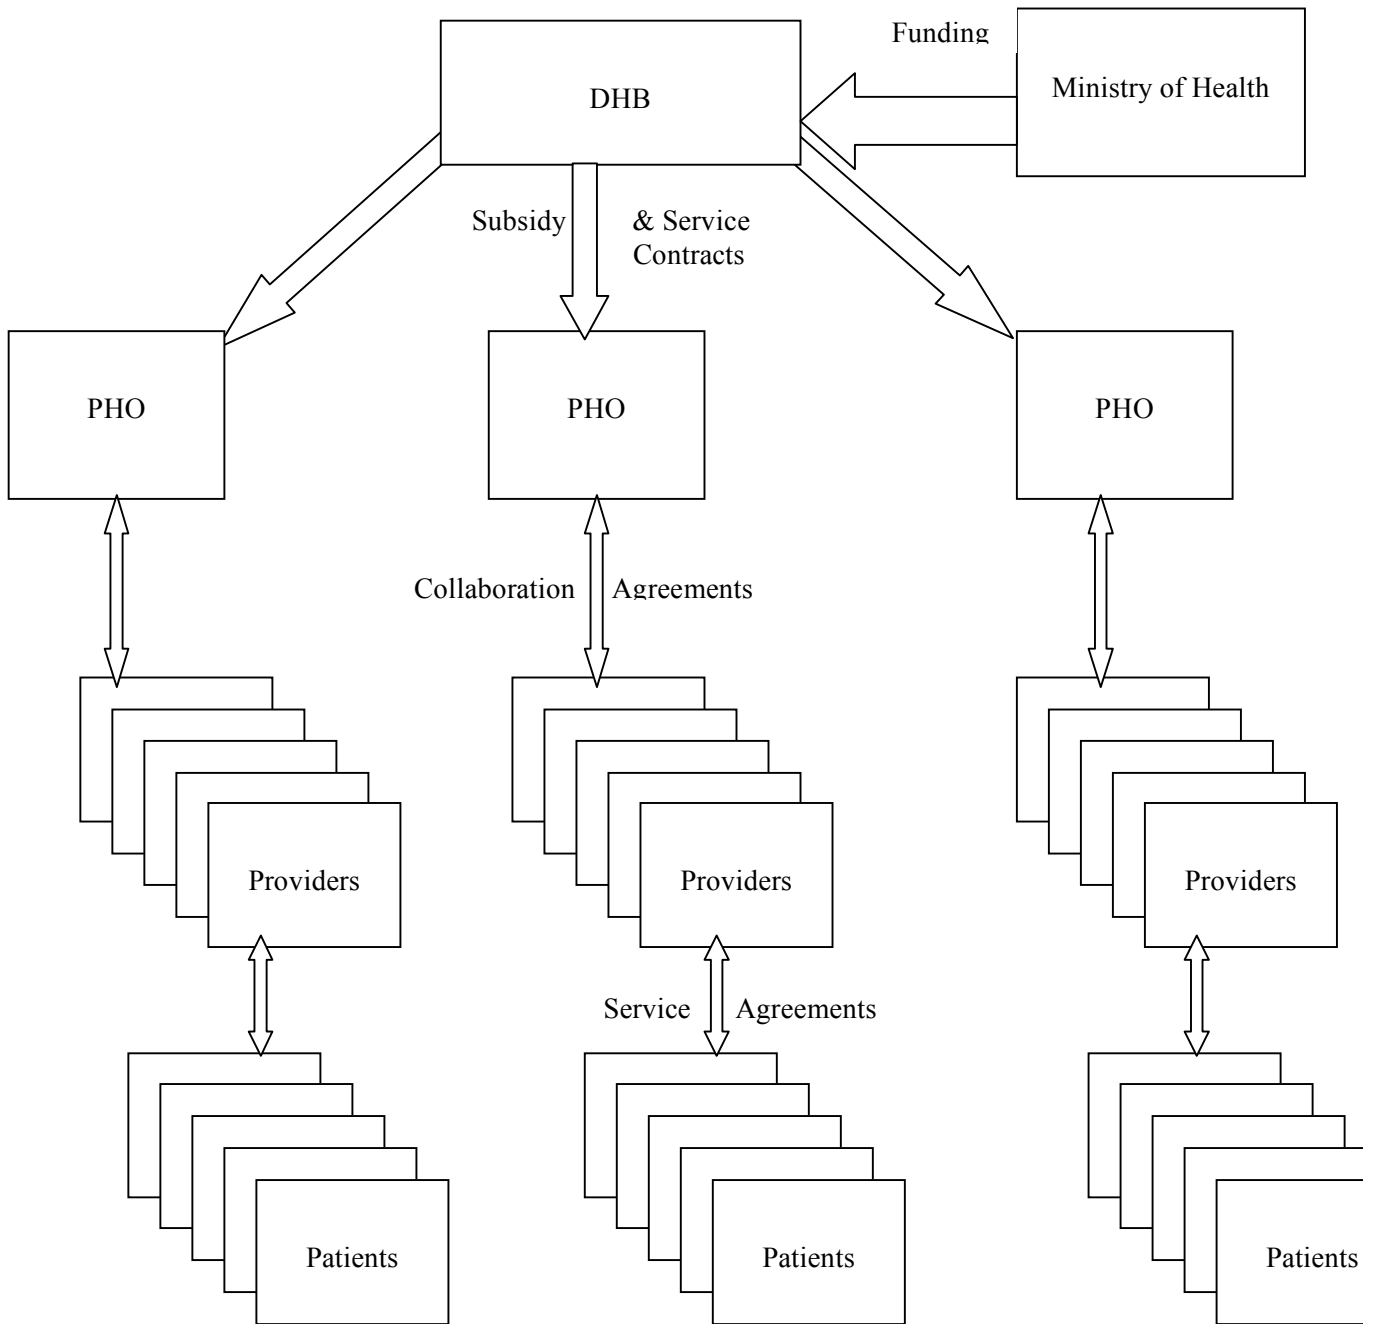 Funding
Ministry of Health
DHB
Subsidy
& Service
Contracts
PHO
PHO
PHO
Collaboration
Agreements
Providers
Providers
Providers
Service
Agreements
Patients
Patients
Patients